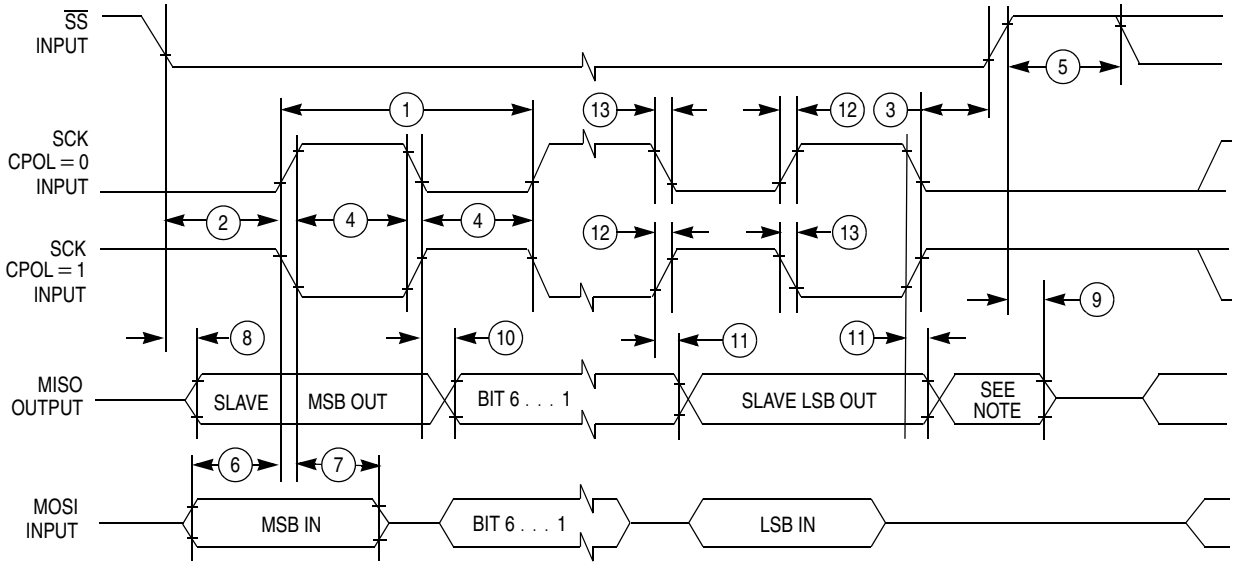 SS
INPUT
5
1
13
12
3
SCK
CPOL = 0
INPUT
2
4
4
12
13
SCK
CPOL = 1
INPUT
9
8
10
11
11
MISO
OUTPUT
SLAVE MSB OUT
BIT 6 . . . 1
SLAVE LSB OUT
SEE
NOTE
6
7
MOSI
INPUT
MSB IN
BIT 6 . . . 1
LSB IN